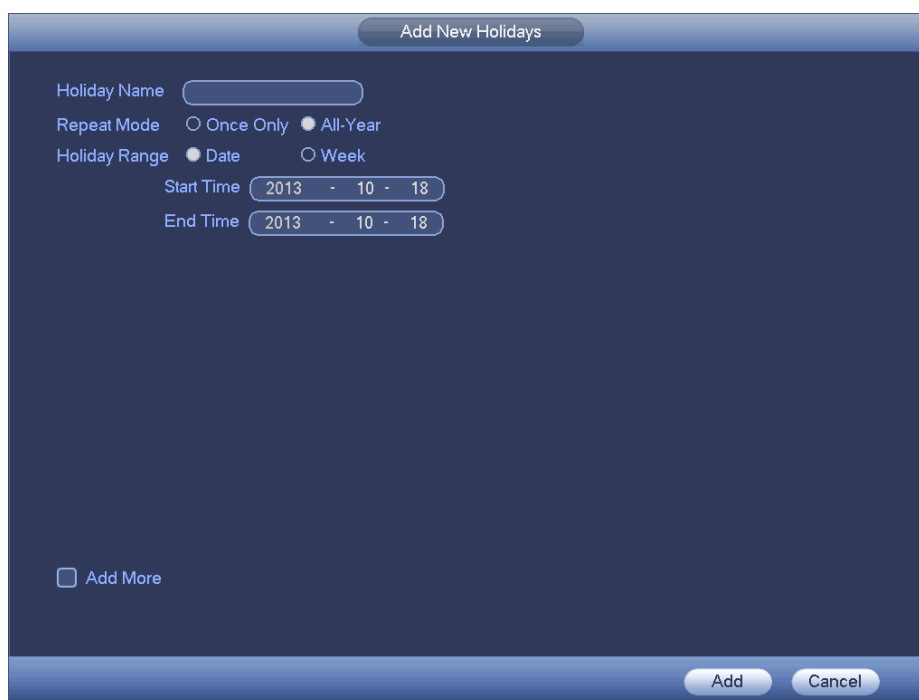 Add New Holidays
Holiday Name
Repeat Mode Once Only All-Year
Holiday Range Date Week
Start Time 2013 - 10 - 18
End Time 2013 - 10 - 18
Add More
Add Cancel